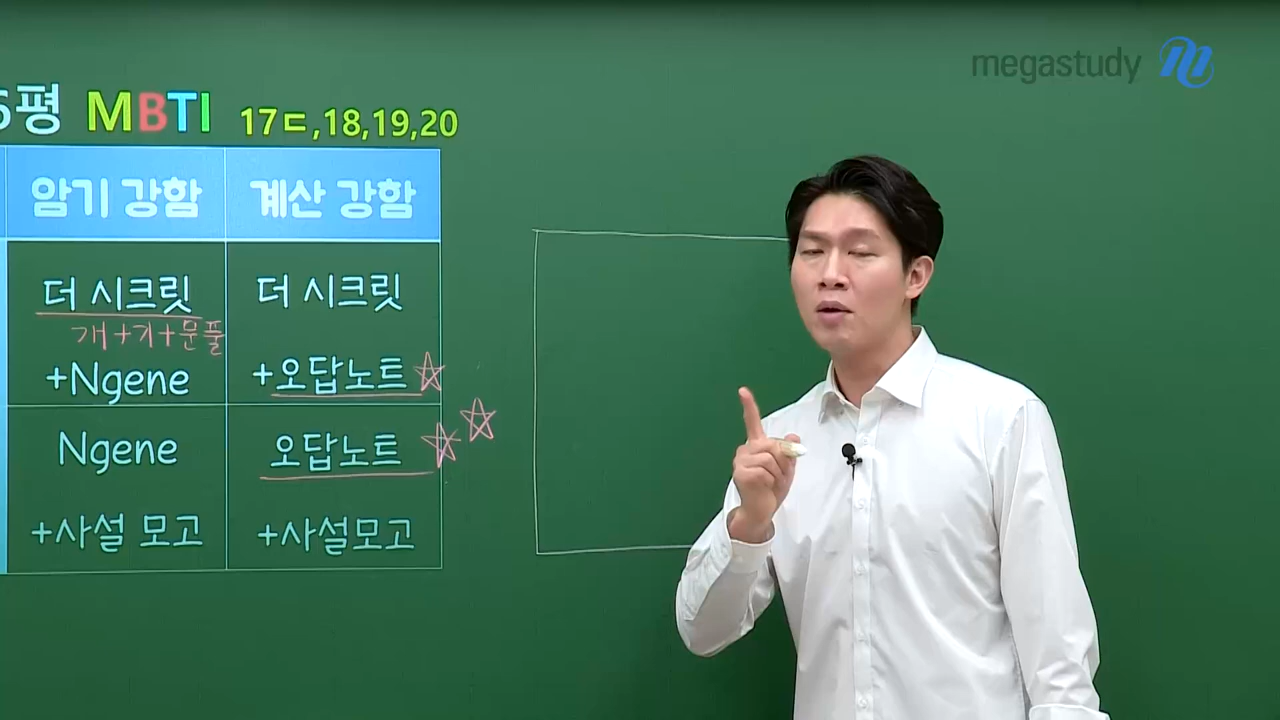 megastudy
6평 MBTI 17ㄷ,18,19,20
암기 강함 계산 강함
더 시크릿 더 시크릿
개+기+문풀
+Ngene +오답노트☆
Ngene 오답노트☆☆
+사설 모고 +사설모고